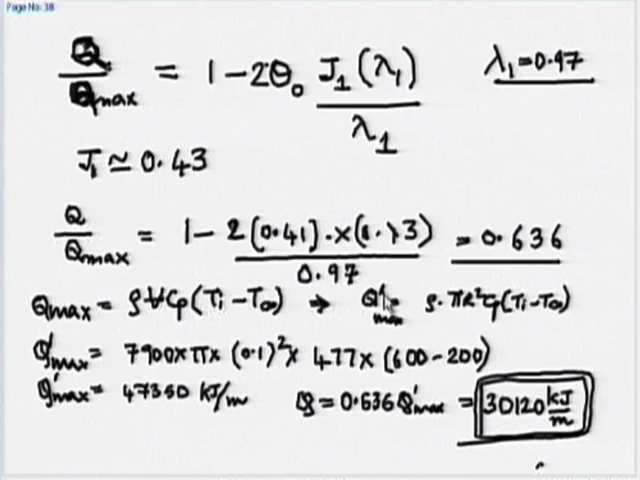 Page No: 38
Q/Qmax = 1 - 2θ₀ J₁(λ₁)/λ₁    λ₁ = 0.97
J₁ ≃ 0.43
Q/Qmax = 1 - 2(0.41).x(0.43)/0.97 = 0.636
Qmax = ρ∀Cp(Ti - T∞) → Q'max = ρ.πR²Cp(Ti - T∞)
Q'max = 7900 x π x (0.1)² x 477 x (600 - 200)
Q'max = 47350 KJ/m    Q = 0.636 Q'max = 30120 kJ/m